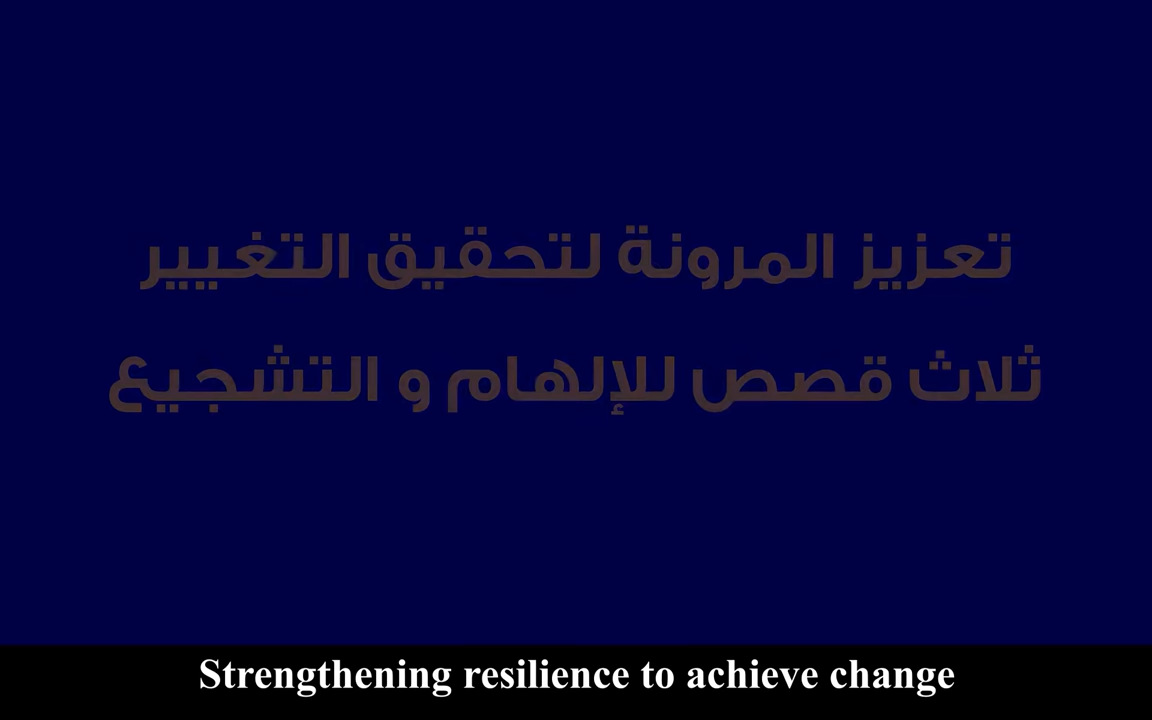 تعزيز المرونة لتحقيق التغيير
ثلاث قصص للإلهام و التشجيع
Strengthening resilience to achieve change